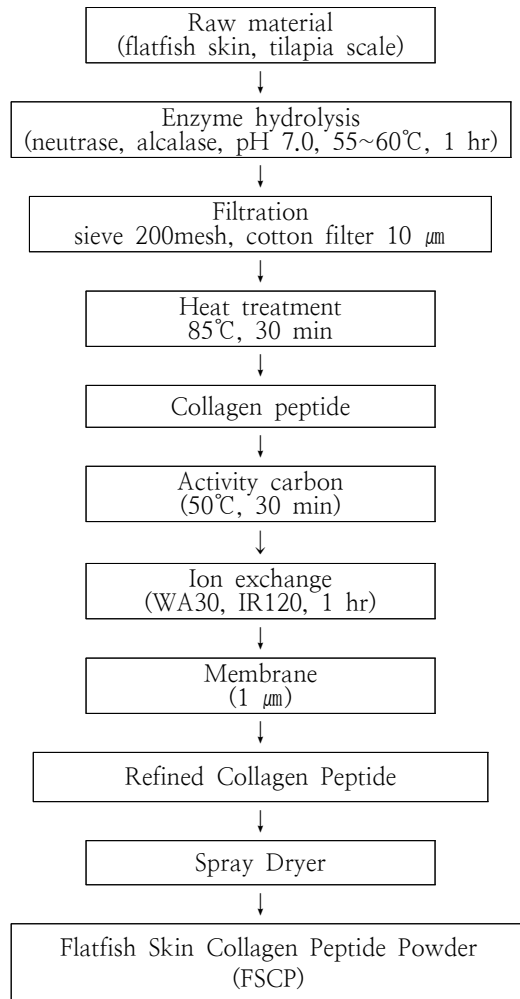 Raw material
(flatfish skin, tilapia scale)
↓
Enzyme hydrolysis
(neutrase, alcalase, pH 7.0, 55~60℃, 1 hr)
↓
Filtration
sieve 200mesh, cotton filter 10 ㎛
↓
Heat treatment
85℃, 30 min
↓
Collagen peptide
↓
Activity carbon
(50℃, 30 min)
↓
Ion exchange
(WA30, IR120, 1 hr)
↓
Membrane
(1 ㎛)
↓
Refined Collagen Peptide
↓
Spray Dryer
↓
Flatfish Skin Collagen Peptide Powder
(FSCP)